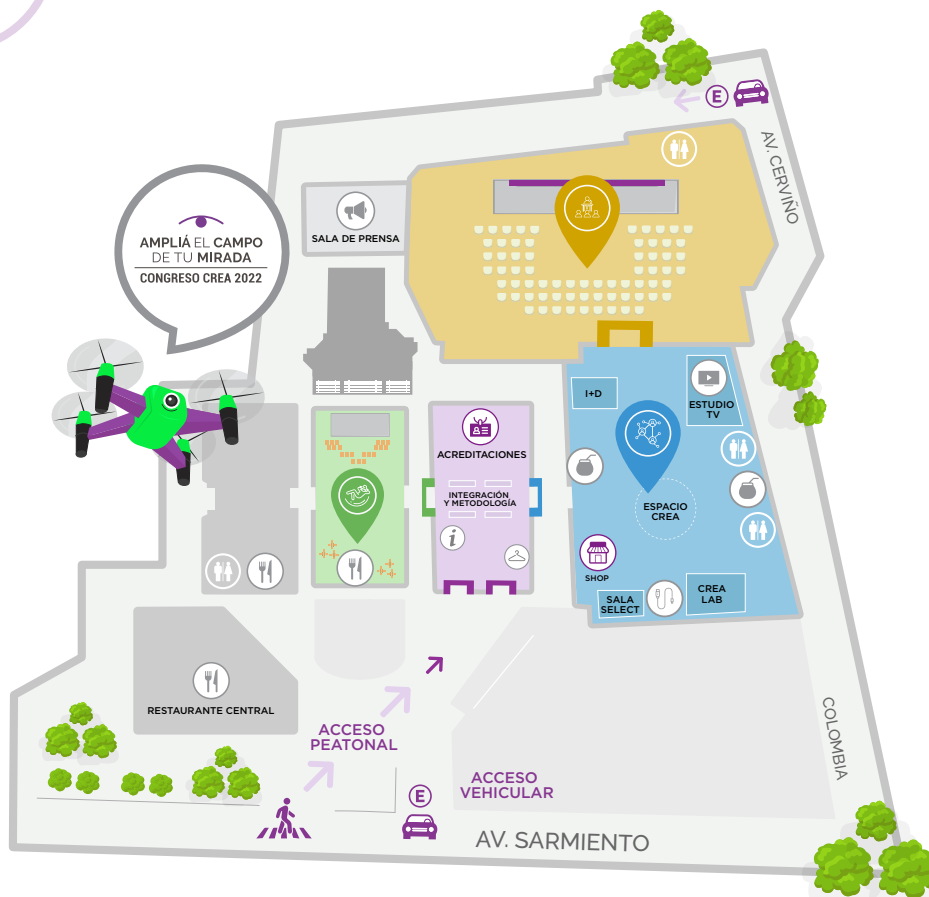 E
AV. CERVIÑO
AMPLIÁ EL CAMPO
DE TU MIRADA
CONGRESO CREA 2022
SALA DE PRENSA
I+D
ESTUDIO
TV
ACREDITACIONES
INTEGRACIÓN
Y METODOLOGÍA
i
ESPACIO
CREA
SHOP
SALA
SELECT
CREA
LAB
RESTAURANTE CENTRAL
ACCESO
PEATONAL
COLOMBIA
ACCESO
VEHICULAR
E
AV. SARMIENTO